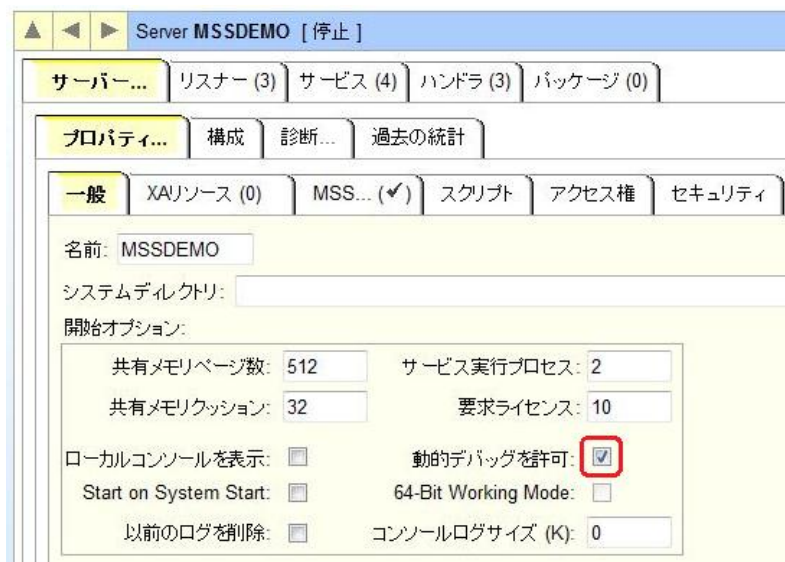 Server MSSDEMO [ 停止 ]
サーバー... リスナー (3) サービス (4) ハンドラ (3) パッケージ (0)
プロパティ... 構成 診断... 過去の統計
一般 XAリソース (0) MSS... (✔) スクリプト アクセス権 セキュリティ
名前: MSSDEMO
システムディレクトリ:
開始オプション:
共有メモリページ数: 512 サービス実行プロセス: 2
共有メモリクッション: 32 要求ライセンス: 10
ローカルコンソールを表示: 動的デバッグを許可:
Start on System Start: 64-Bit Working Mode:
以前のログを削除: コンソールログサイズ (K): 0